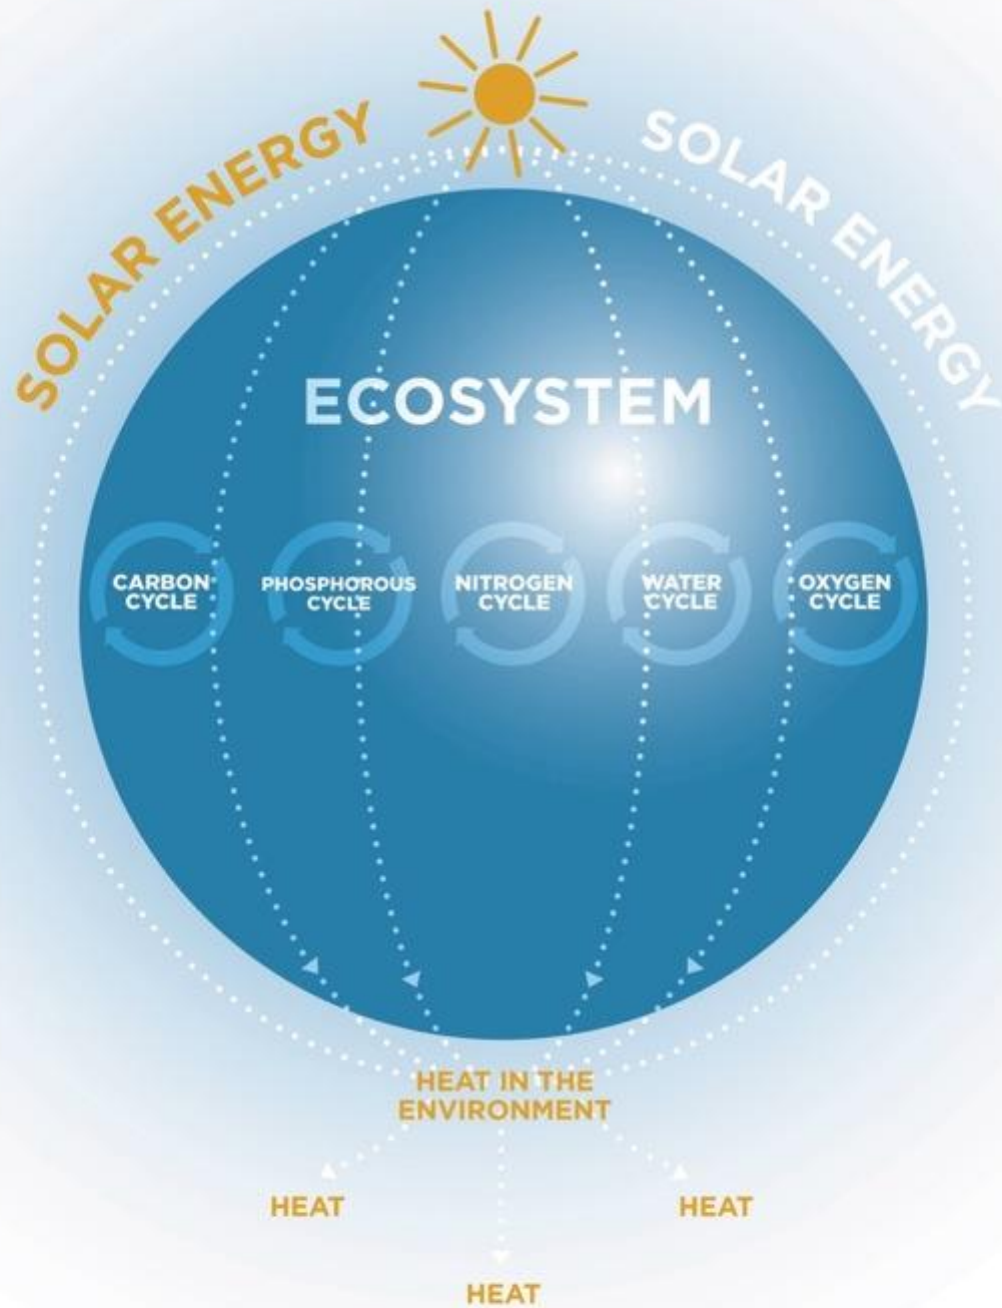 SOLAR ENERGY
SOLAR ENERGY
ECOSYSTEM
CARBON
CYCLE
PHOSPHOROUS
CYCLE
NITROGEN
CYCLE
WATER
CYCLE
OXYGEN
CYCLE
HEAT IN THE
ENVIRONMENT
HEAT
HEAT
HEAT